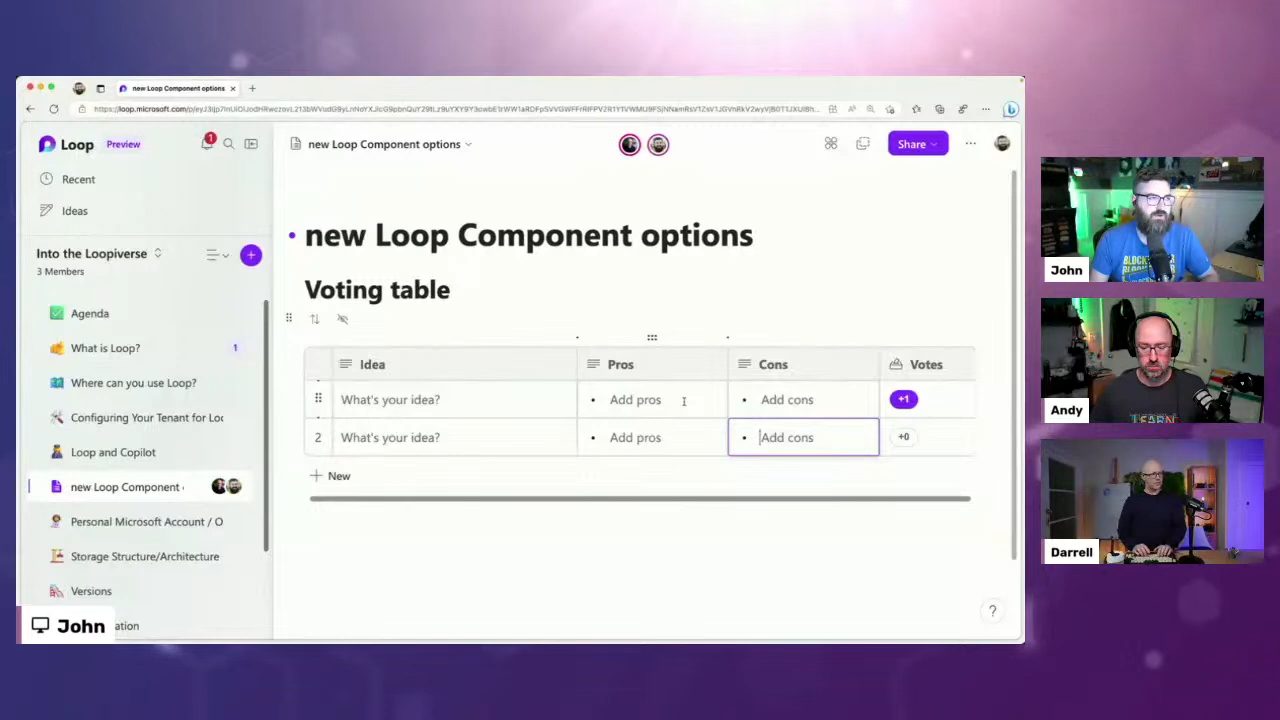 new Loop Component options
Loop Preview
1
new Loop Component options
Share
Recent
Ideas
Into the Loopiverse
3 Members
Agenda
What is Loop? 1
Where can you use Loop?
Configuring Your Tenant for Loc
Loop and Copilot
new Loop Component
Personal Microsoft Account / O
Storage Structure/Architecture
Versions
ation
John
new Loop Component options
Voting table
Idea Pros Cons Votes
What's your idea? • Add pros • Add cons +1
2 What's your idea? • Add pros • Add cons +0
+ New
?
John
Andy
Darrell